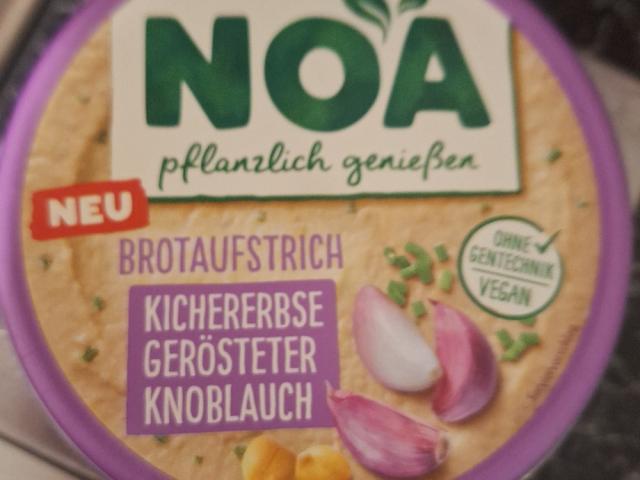 NOA
pflanzlich genießen
NEU
BROTAUFSTRICH
OHNE
GENTECHNIK
VEGAN
KICHERERBSE
GERÖSTETER
KNOBLAUCH